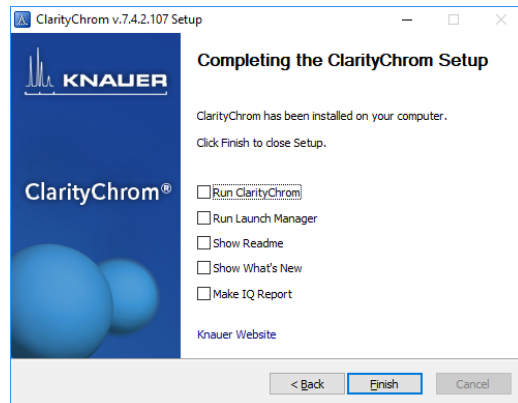 ClarityChrom v.7.4.2.107 Setup
KNAUER
Completing the ClarityChrom Setup
ClarityChrom has been installed on your computer.
Click Finish to close Setup.
ClarityChrom®
Run ClarityChrom
Run Launch Manager
Show Readme
Show What's New
Make IQ Report
Knauer Website
< Back
Finish
Cancel